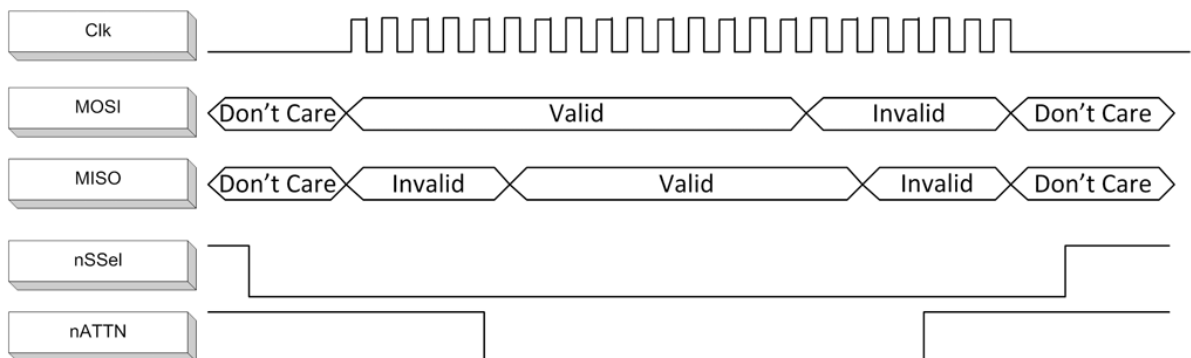 Clk
MOSI
Don't Care Valid Invalid Don't Care
MISO
Don't Care Invalid Valid Invalid Don't Care
nSSel
nATTN